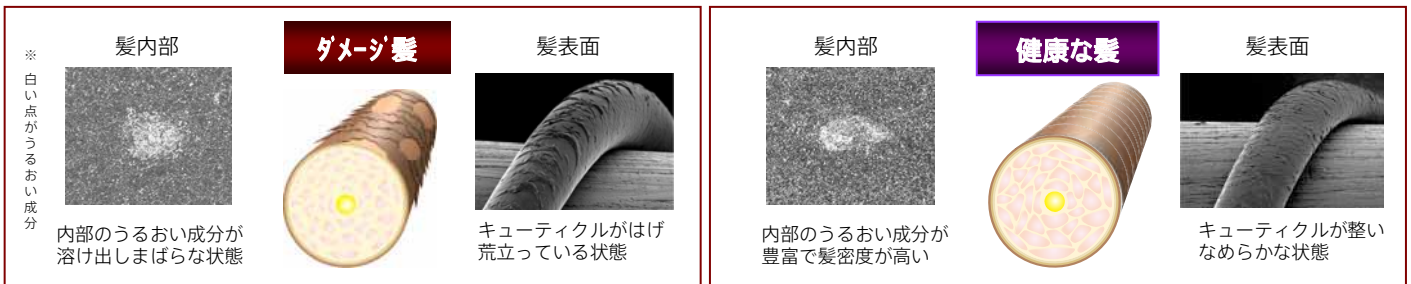 ※白い点がうるおい成分
髪内部
ダメージ髪
髪表面
内部のうるおい成分が
溶け出しまばらな状態
キューティクルがはげ
荒立っている状態
髪内部
健康な髪
髪表面
内部のうるおい成分が
豊富で髪密度が高い
キューティクルが整い
なめらかな状態